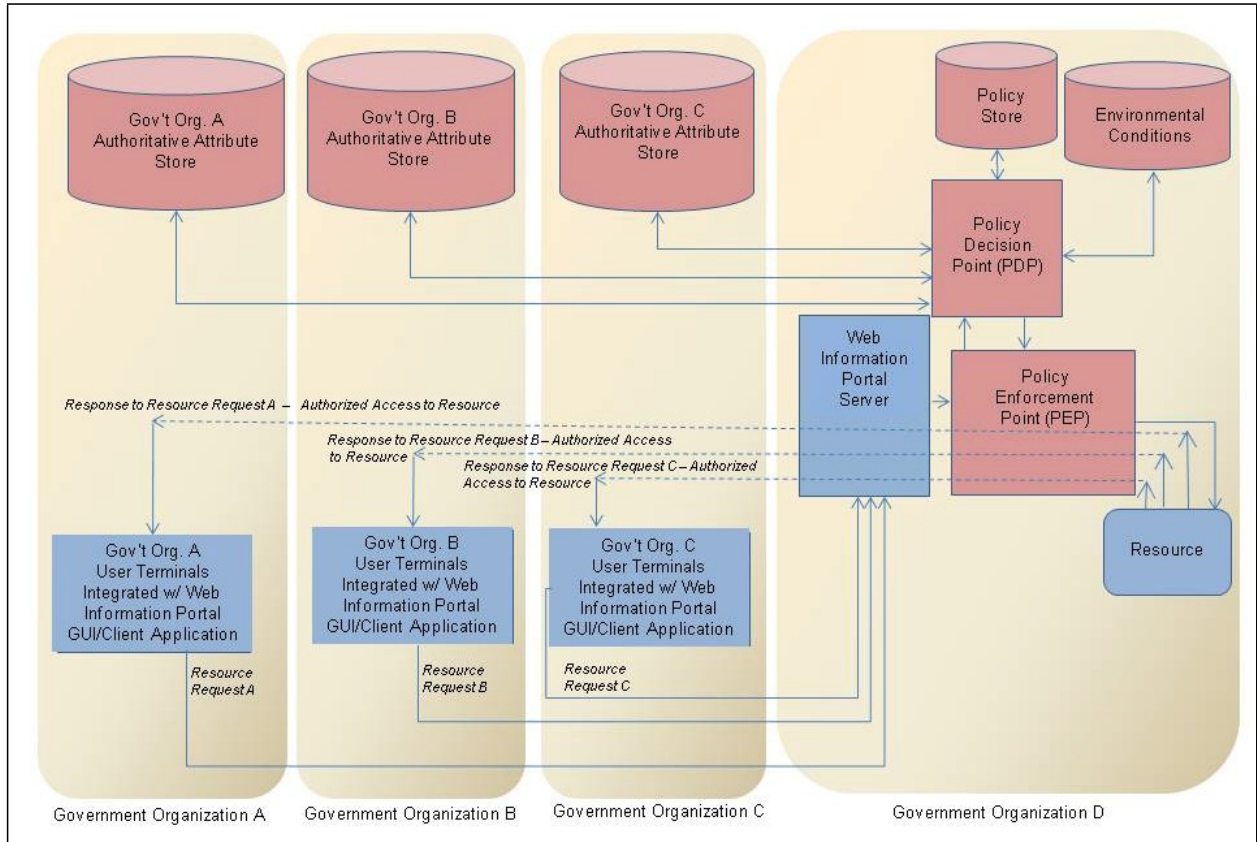 Gov't Org. A
Authoritative Attribute
Store
Gov't Org. B
Authoritative Attribute
Store
Gov't Org. C
Authoritative Attribute
Store
Policy
Store
Environmental
Conditions
Policy
Decision
Point (PDP)
Web
Information
Portal
Server
Policy
Enforcement
Point (PEP)
Response to Resource Request A – Authorized Access to Resource
Response to Resource Request B – Authorized Access
to Resource
Response to Resource Request C – Authorized
Access to Resource
Gov't Org. A
User Terminals
Integrated w/ Web
Information Portal
GUI/Client Application
Gov't Org. B
User Terminals
Integrated w/ Web
Information Portal
GUI/Client Application
Gov't Org. C
User Terminals
Integrated w/ Web
Information Portal
GUI/Client Application
Resource
Resource
Request A
Resource
Request B
Resource
Request C
Government Organization A
Government Organization B
Government Organization C
Government Organization D